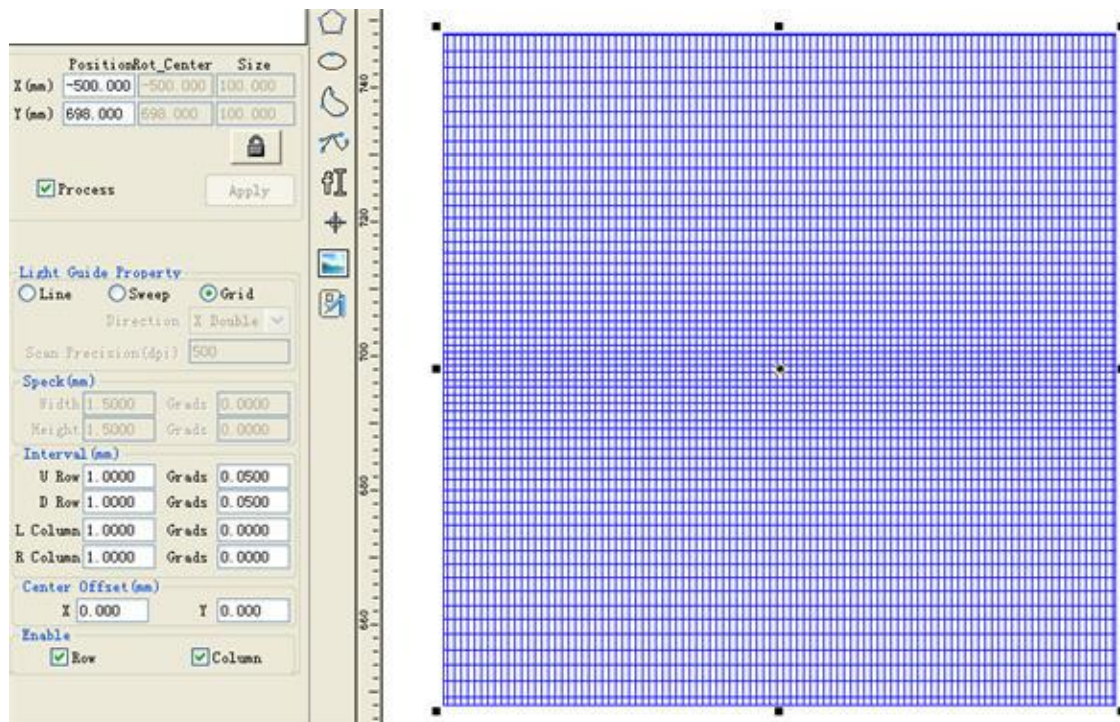 Position Rot_Center Size
X(mm) -500.000 -500.000 100.000
Y(mm) 698.000 698.000 100.000
Process Apply
Light Guide Property
Line Sweep Grid
Direction X Double
Scan Precision(dpi) 500
Speck(mm)
Width 1.5000 Grads 0.0000
Height 1.5000 Grads 0.0000
Interval(mm)
U Row 1.0000 Grads 0.0500
D Row 1.0000 Grads 0.0500
L Column 1.0000 Grads 0.0000
R Column 1.0000 Grads 0.0000
Center Offset(mm)
X 0.000 Y 0.000
Enable
Row Column
740
720
700
680
660